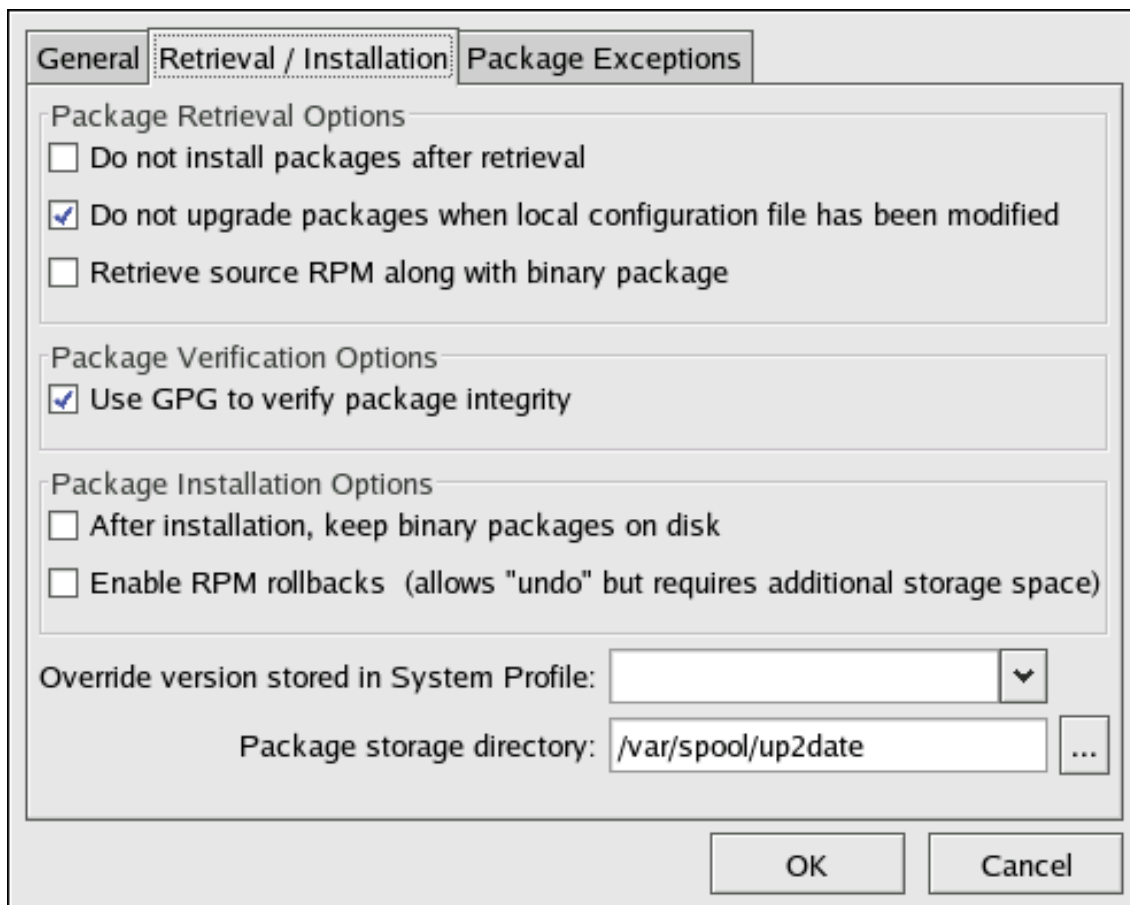 General Retrieval / Installation Package Exceptions
Package Retrieval Options
Do not install packages after retrieval
Do not upgrade packages when local configuration file has been modified
Retrieve source RPM along with binary package
Package Verification Options
Use GPG to verify package integrity
Package Installation Options
After installation, keep binary packages on disk
Enable RPM rollbacks  (allows "undo" but requires additional storage space)
Override version stored in System Profile:
Package storage directory: /var/spool/up2date ...
OK Cancel